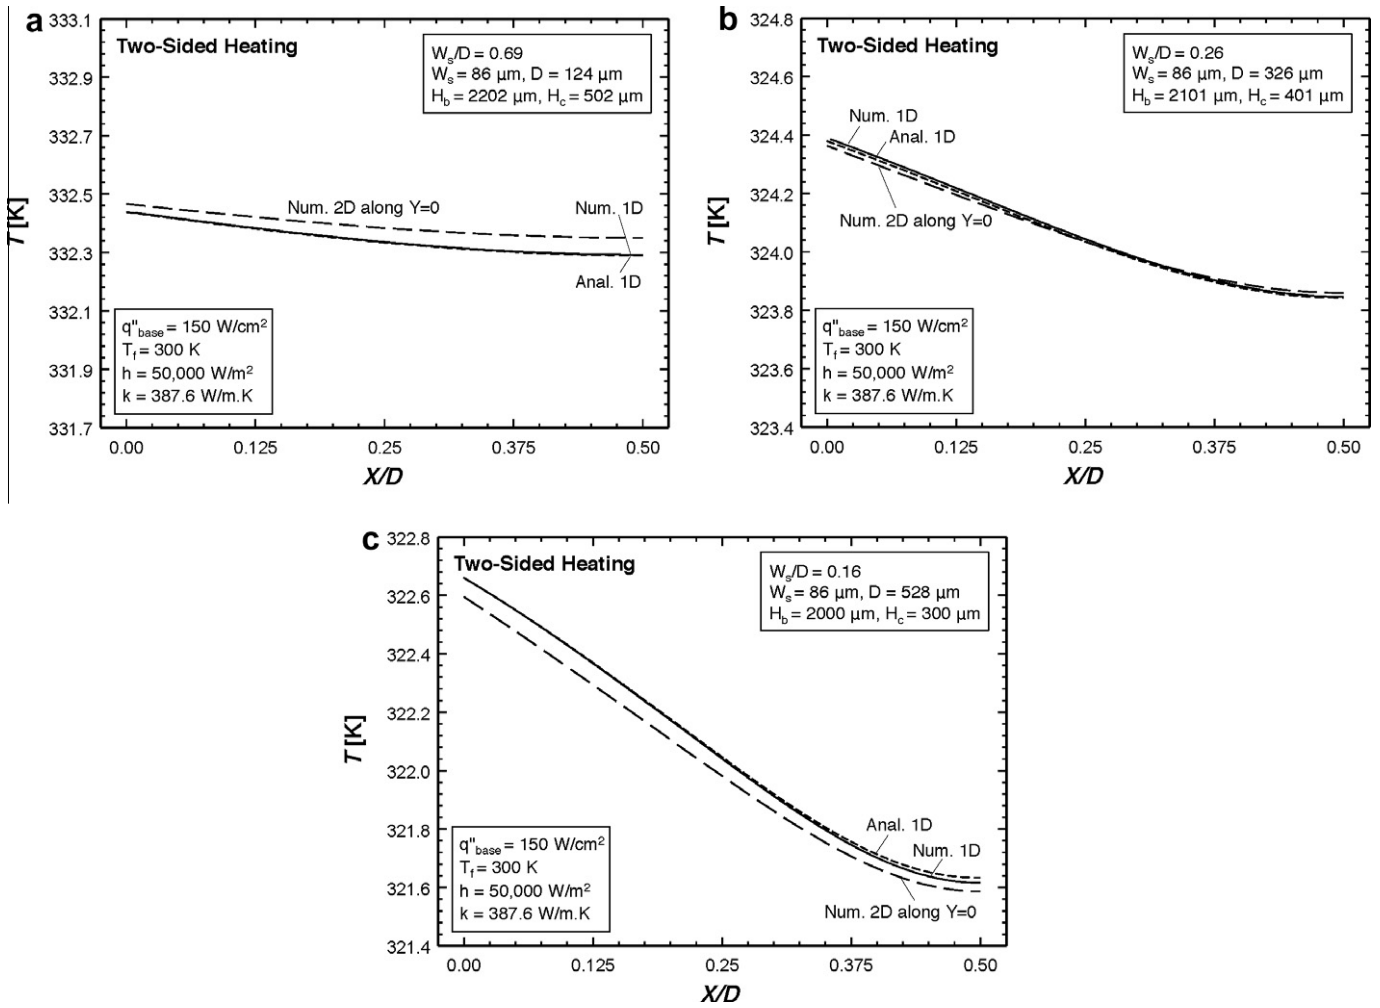 a
Two-Sided Heating
Wₛ/D = 0.69
Wₛ = 86 µm, D = 124 µm
H_b = 2202 µm, H_c = 502 µm
333.1
332.9
332.7
332.5
332.3
332.1
331.9
331.7
T [K]
Num. 2D along Y=0
Num. 1D
Anal. 1D
q"base = 150 W/cm²
T_f = 300 K
h = 50,000 W/m²
k = 387.6 W/m.K
0.00 0.125 0.25 0.375 0.50
X/D
b
Two-Sided Heating
Wₛ/D = 0.26
Wₛ = 86 µm, D = 326 µm
H_b = 2101 µm, H_c = 401 µm
324.8
324.6
324.4
324.2
324.0
323.8
323.6
323.4
T [K]
Num. 1D
Anal. 1D
Num. 2D along Y=0
q"base = 150 W/cm²
T_f = 300 K
h = 50,000 W/m²
k = 387.6 W/m.K
0.00 0.125 0.25 0.375 0.50
X/D
c
Two-Sided Heating
Wₛ/D = 0.16
Wₛ = 86 µm, D = 528 µm
H_b = 2000 µm, H_c = 300 µm
322.8
322.6
322.4
322.2
322.0
321.8
321.6
321.4
T [K]
Anal. 1D
Num. 1D
Num. 2D along Y=0
q"base = 150 W/cm²
T_f = 300 K
h = 50,000 W/m²
k = 387.6 W/m.K
0.00 0.125 0.25 0.375 0.50
X/D